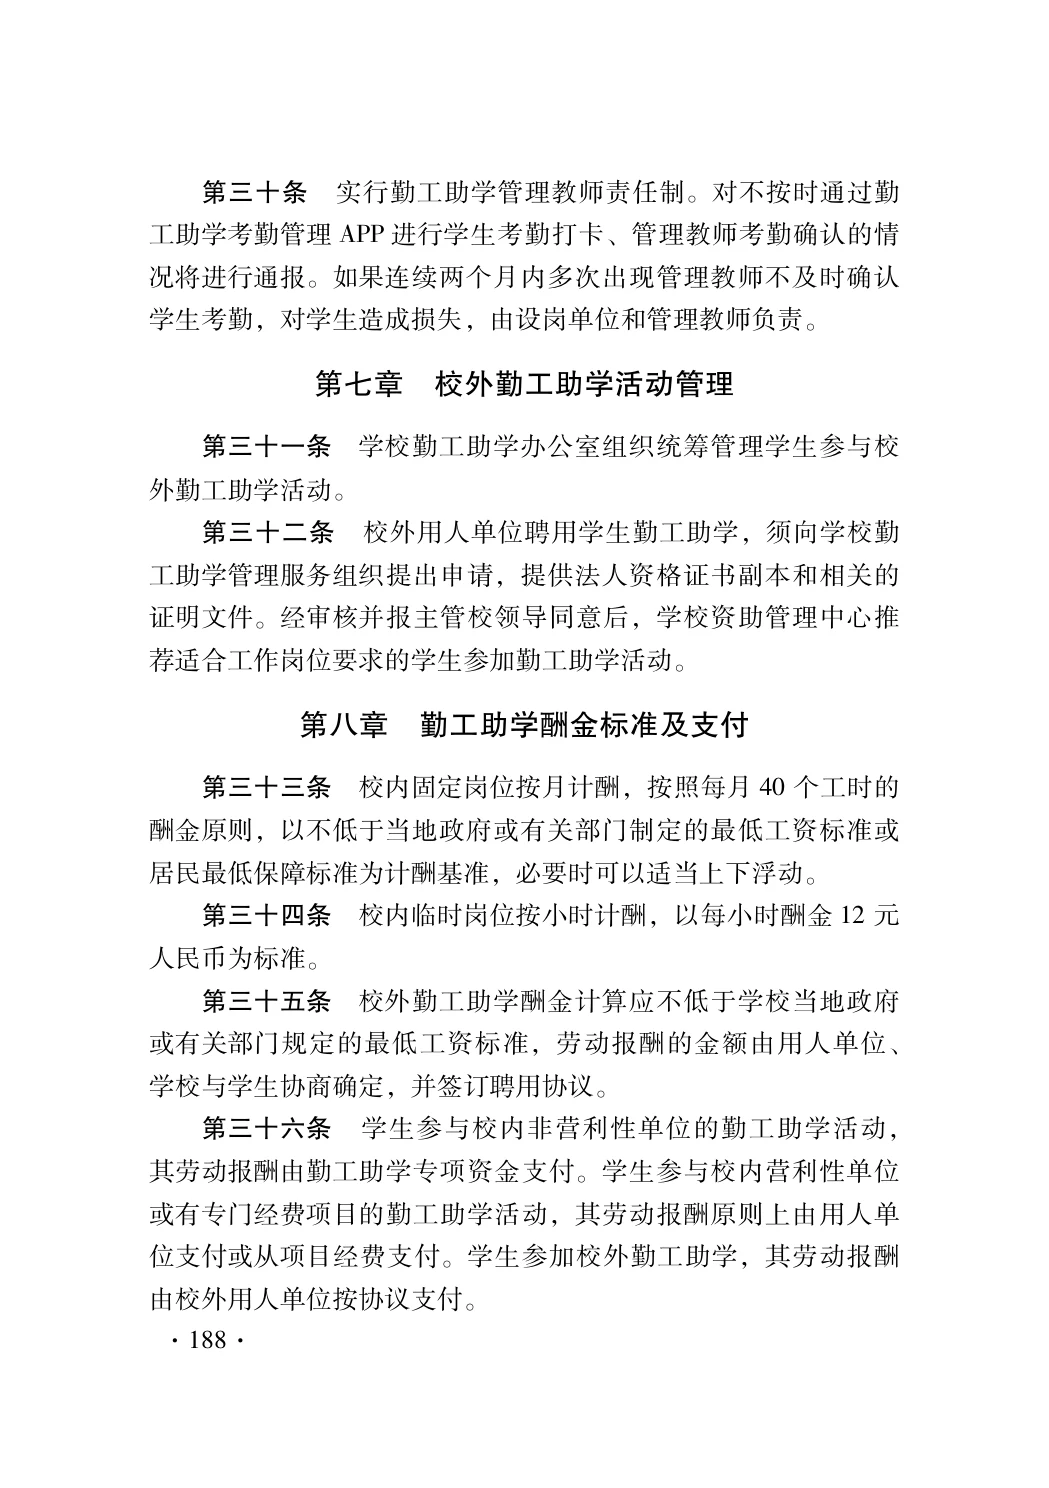 第三十条　实行勤工助学管理教师责任制。对不按时通过勤
工助学考勤管理 APP 进行学生考勤打卡、管理教师考勤确认的情
况将进行通报。如果连续两个月内多次出现管理教师不及时确认
学生考勤，对学生造成损失，由设岗单位和管理教师负责。
第七章　校外勤工助学活动管理
第三十一条　学校勤工助学办公室组织统筹管理学生参与校
外勤工助学活动。
第三十二条　校外用人单位聘用学生勤工助学，须向学校勤
工助学管理服务组织提出申请，提供法人资格证书副本和相关的
证明文件。经审核并报主管校领导同意后，学校资助管理中心推
荐适合工作岗位要求的学生参加勤工助学活动。
第八章　勤工助学酬金标准及支付
第三十三条　校内固定岗位按月计酬，按照每月 40 个工时的
酬金原则，以不低于当地政府或有关部门制定的最低工资标准或
居民最低保障标准为计酬基准，必要时可以适当上下浮动。
第三十四条　校内临时岗位按小时计酬，以每小时酬金 12 元
人民币为标准。
第三十五条　校外勤工助学酬金计算应不低于学校当地政府
或有关部门规定的最低工资标准，劳动报酬的金额由用人单位、
学校与学生协商确定，并签订聘用协议。
第三十六条　学生参与校内非营利性单位的勤工助学活动，
其劳动报酬由勤工助学专项资金支付。学生参与校内营利性单位
或有专门经费项目的勤工助学活动，其劳动报酬原则上由用人单
位支付或从项目经费支付。学生参加校外勤工助学，其劳动报酬
由校外用人单位按协议支付。
· 188 ·